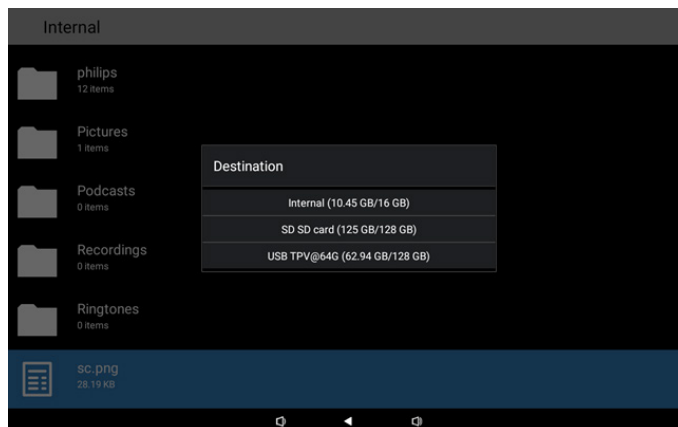 Internal
philips
12 items
Pictures
1 items
Podcasts
0 items
Recordings
0 items
Ringtones
0 items
sc.png
28.19 KB
Destination
Internal (10.45 GB/16 GB)
SD SD card (125 GB/128 GB)
USB TPV@64G (62.94 GB/128 GB)